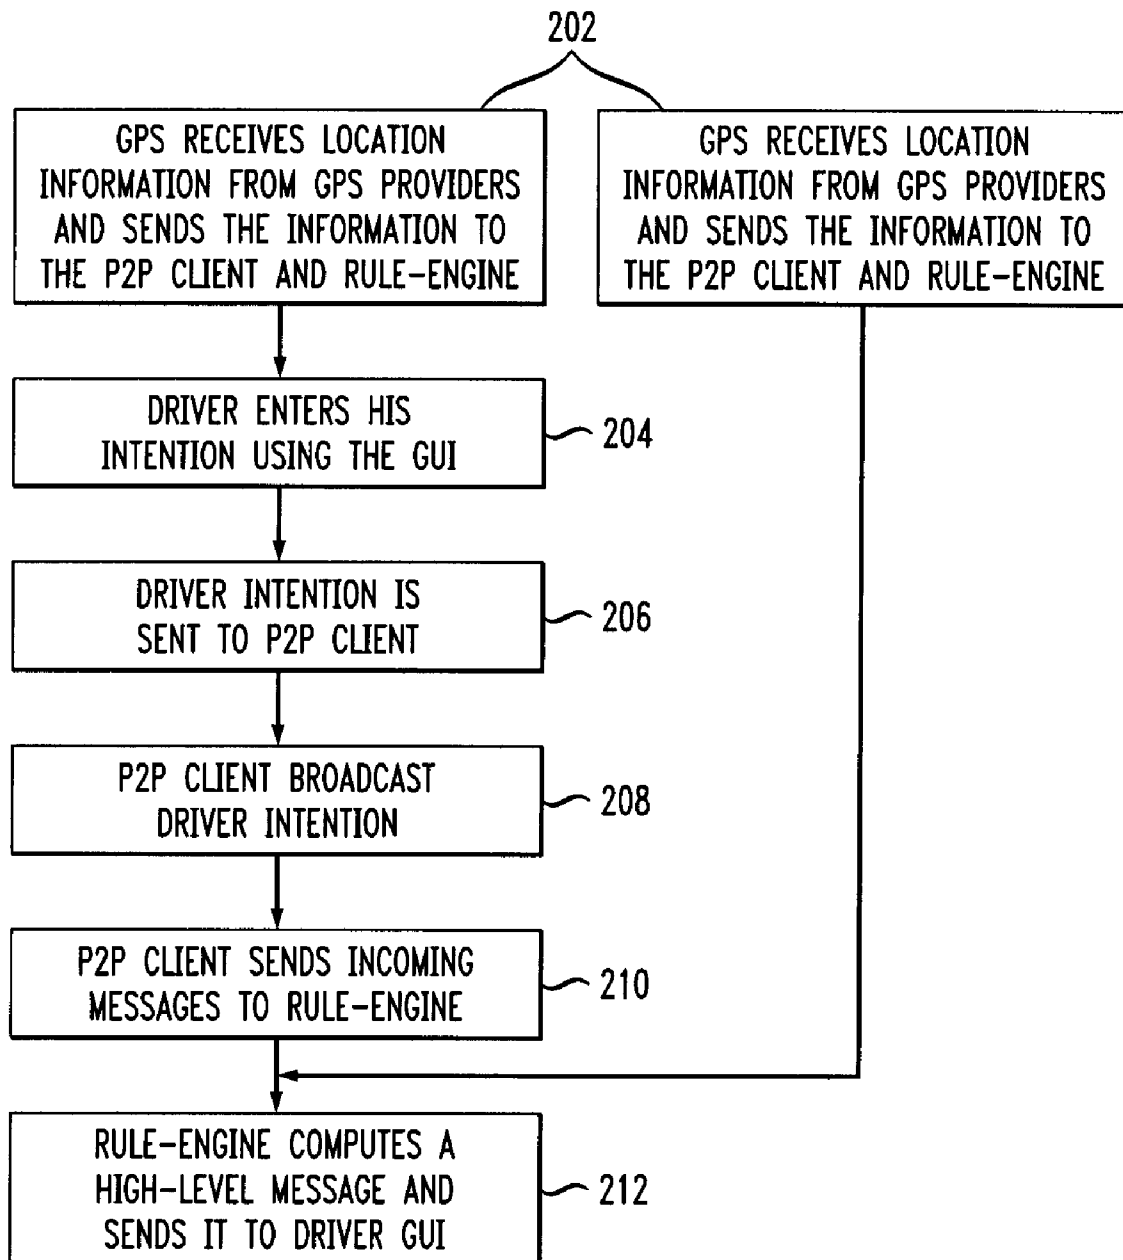 202
GPS RECEIVES LOCATION
INFORMATION FROM GPS PROVIDERS
AND SENDS THE INFORMATION TO
THE P2P CLIENT AND RULE-ENGINE
GPS RECEIVES LOCATION
INFORMATION FROM GPS PROVIDERS
AND SENDS THE INFORMATION TO
THE P2P CLIENT AND RULE-ENGINE
DRIVER ENTERS HIS
INTENTION USING THE GUI
204
DRIVER INTENTION IS
SENT TO P2P CLIENT
206
P2P CLIENT BROADCAST
DRIVER INTENTION
208
P2P CLIENT SENDS INCOMING
MESSAGES TO RULE-ENGINE
210
RULE-ENGINE COMPUTES A
HIGH-LEVEL MESSAGE AND
SENDS IT TO DRIVER GUI
212